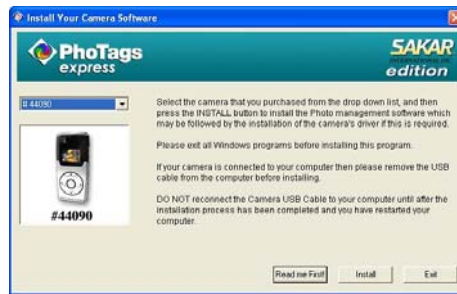 Install Your Camera Software
PhoTags
express
SAKAR
edition
# 44090
#44090
Select the camera that you purchased from the drop down list, and then
press the INSTALL button to install the Photo management software which
may be followed by the installation of the camera's driver if this is required.
Please exit all Windows programs before installing this program.
If your camera is connected to your computer then please remove the USB
cable from the computer before installing.
DO NOT reconnect the Camera USB Cable to your computer until after the
installation process has been completed and you have restarted your
computer.
Read me First!
Install
Exit